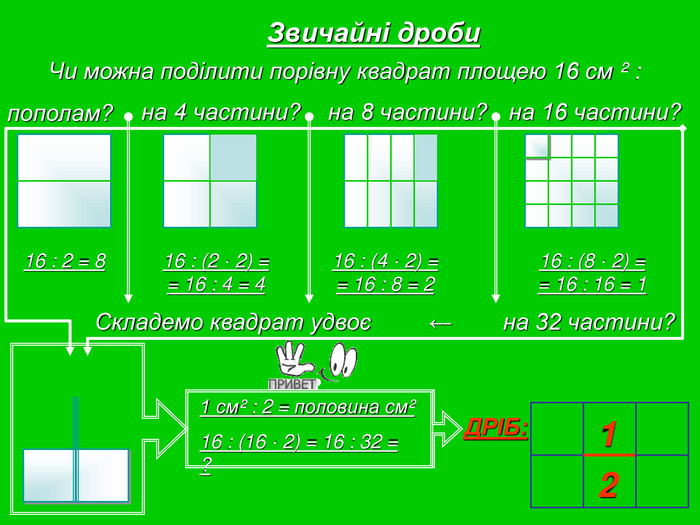 Звичайні дроби
Чи можна поділити порівну квадрат площею 16 см ² :
пополам? на 4 частини? на 8 частини? на 16 частини?
16 : 2 = 8
16 : (2 · 2) =
= 16 : 4 = 4
16 : (4 · 2) =
= 16 : 8 = 2
16 : (8 · 2) =
= 16 : 16 = 1
Складемо квадрат удвоє ← на 32 частини?
ПРИВЕТ
1 см² : 2 = половина см²
16 : (16 · 2) = 16 : 32 =
?
ДРІБ:
1
2